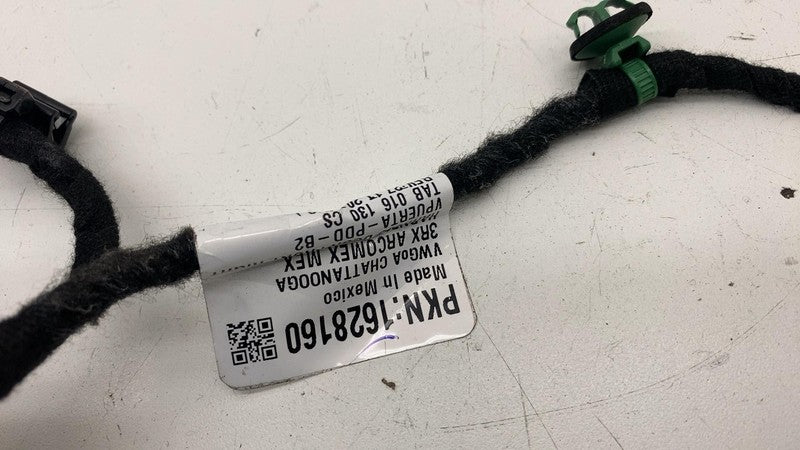 PKN:1628160
Made In Mexico
VWGoA CHATTANOOGA
3RX ARCOMEX MEX
VPUERTA-PDD-B2
TAB 016 130 CS